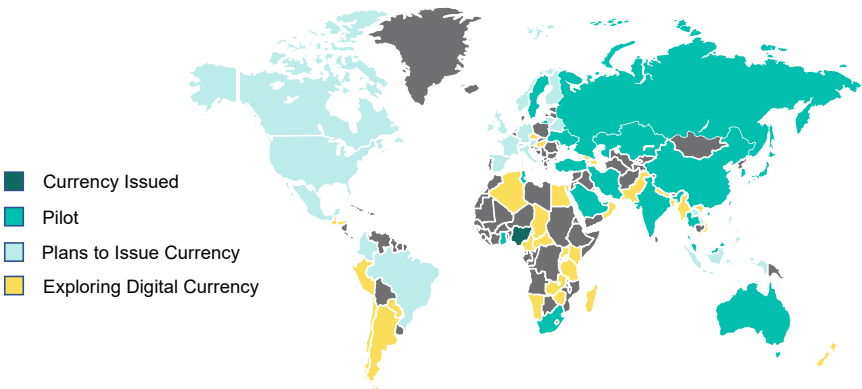 Currency Issued
Pilot
Plans to Issue Currency
Exploring Digital Currency